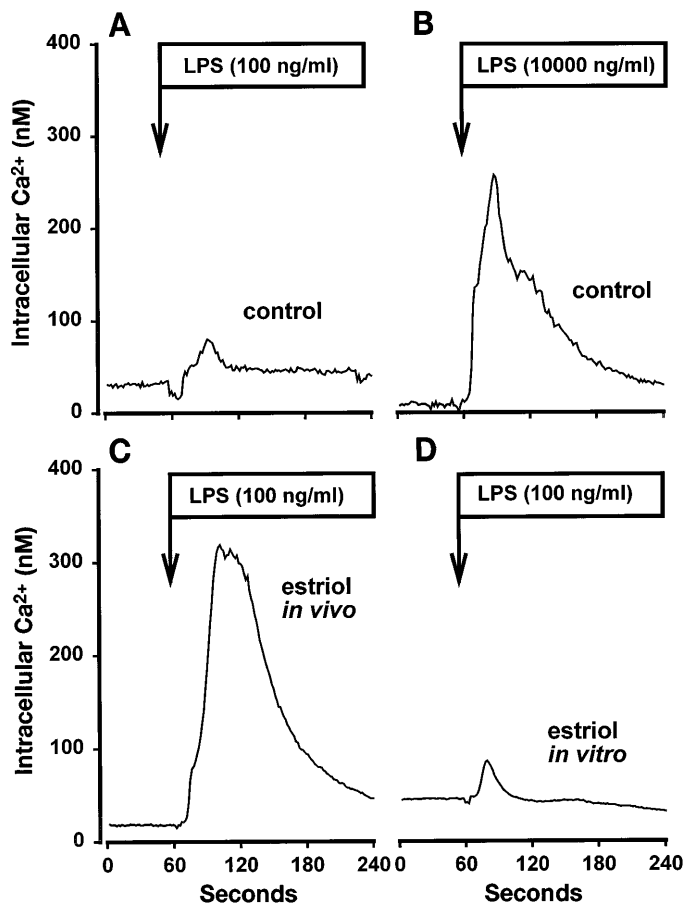 A
B
400
LPS (100 ng/ml)
LPS (10000 ng/ml)
300
200
100
0
Intracellular Ca2+ (nM)
control
control
C
D
400
LPS (100 ng/ml)
LPS (100 ng/ml)
300
200
100
0
Intracellular Ca2+ (nM)
estriol
in vivo
estriol
in vitro
0 60 120 180 240
0 60 120 180 240
Seconds
Seconds